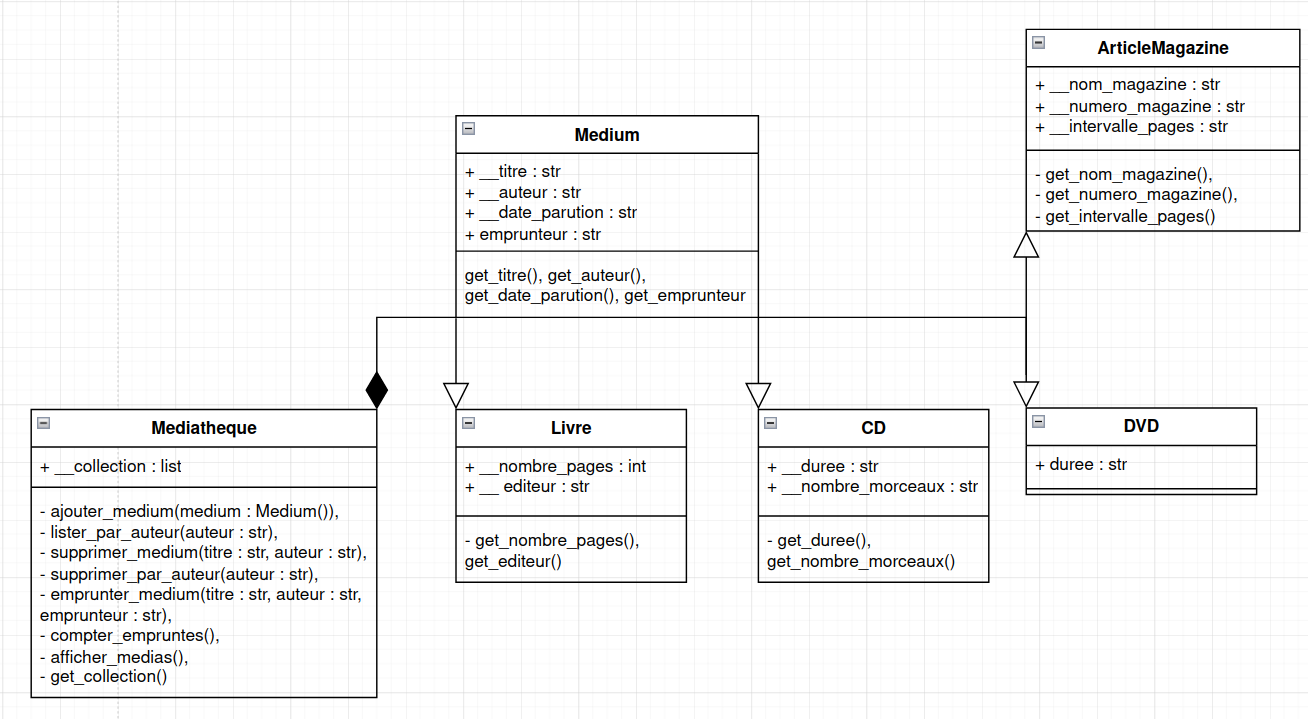 ArticleMagazine
+ __nom_magazine : str
+ __numero_magazine : str
+ __intervalle_pages : str
- get_nom_magazine(),
- get_numero_magazine(),
- get_intervalle_pages()
Medium
+ __titre : str
+ __auteur : str
+ __date_parution : str
+ emprunteur : str
get_titre(), get_auteur(),
get_date_parution(), get_emprunteur
Mediatheque
+ __collection : list
- ajouter_medium(medium : Medium()),
- lister_par_auteur(auteur : str),
- supprimer_medium(titre : str, auteur : str),
- supprimer_par_auteur(auteur : str),
- emprunter_medium(titre : str, auteur : str,
emprunteur : str),
- compter_empruntes(),
- afficher_medias(),
- get_collection()
Livre
+ __nombre_pages : int
+ __ editeur : str
- get_nombre_pages(),
get_editeur()
CD
+ __duree : str
+ __nombre_morceaux : str
- get_duree(),
get_nombre_morceaux()
DVD
+ duree : str